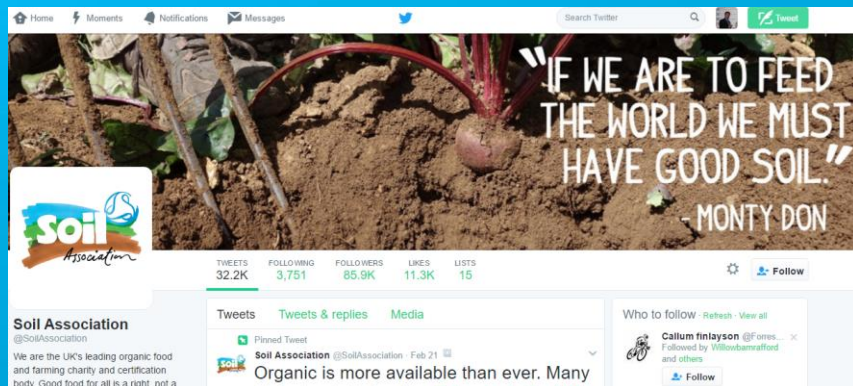 Home Moments Notifications Messages Search Twitter Tweet
"IF WE ARE TO FEED
THE WORLD WE MUST
HAVE GOOD SOIL."
- MONTY DON
Soil
Association
TWEETS FOLLOWING FOLLOWERS LIKES LISTS
32.2K 3,751 85.9K 11.3K 15
Follow
Soil Association
@SoilAssociation
We are the UK's leading organic food
and farming charity and certification
body. Good food for all is a right, not a
Tweets Tweets & replies Media
Pinned Tweet
Soil Association @SoilAssociation · Feb 21
Organic is more available than ever. Many
Who to follow · Refresh · View all
Callum finlayson @Forres...
Followed by Willowbamrafford
and others
Follow